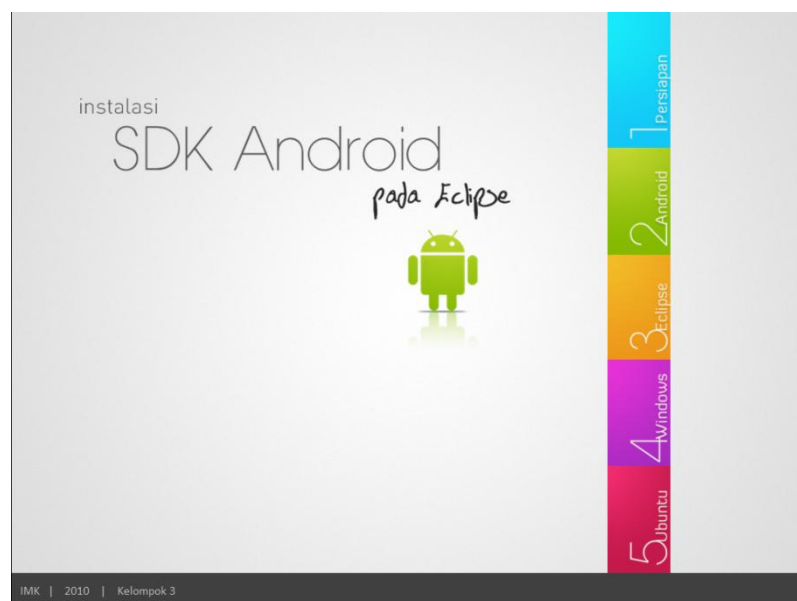 instalasi
SDK Android
pada Eclipse
1 Persiapan
2 Android
3 Eclipse
4 Windows
5 Ubuntu
IMK | 2010 | Kelompok 3